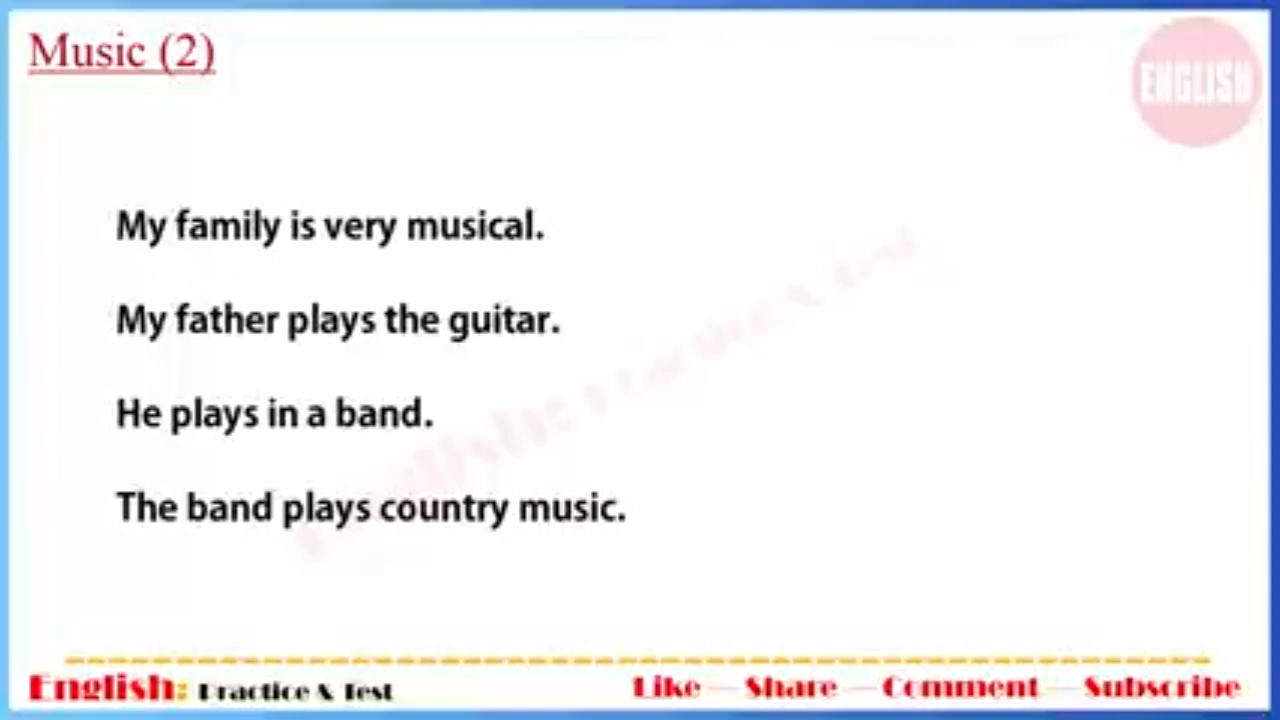 Music (2)
ENGLISH
My family is very musical.
My father plays the guitar.
He plays in a band.
The band plays country music.
English: Practice & Test
Like — Share — Comment — Subscribe